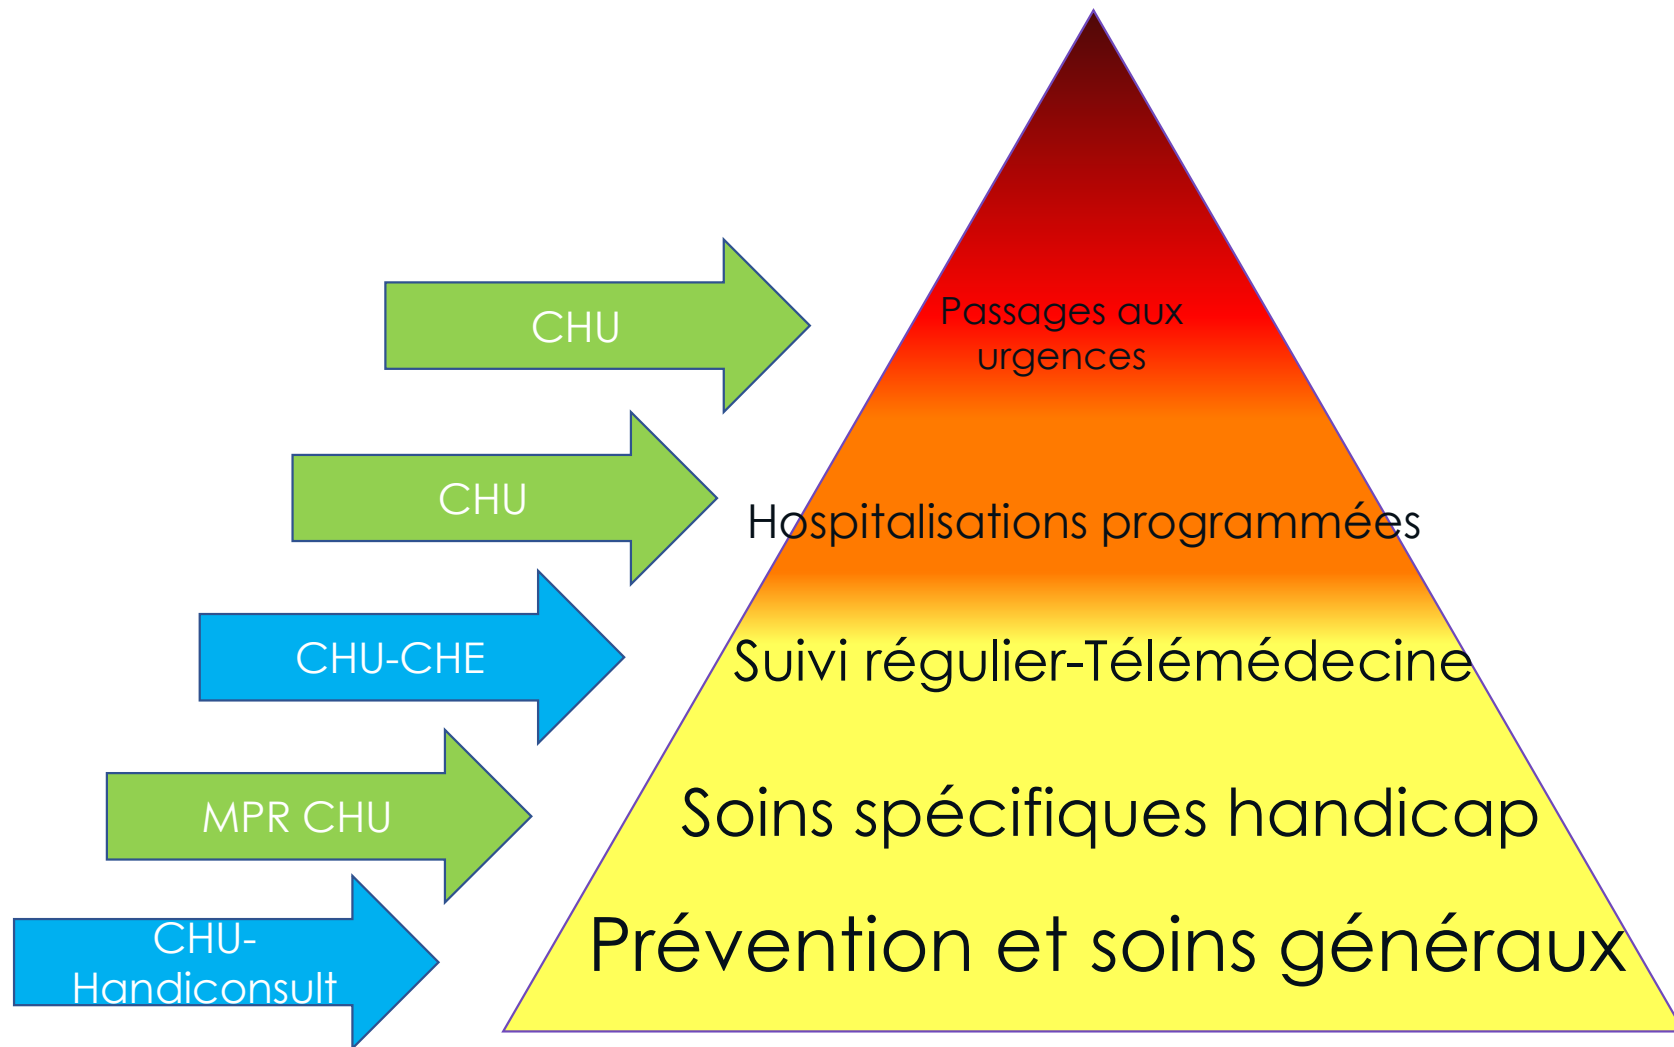 CHU
Passages aux
urgences
CHU
Hospitalisations programmées
CHU-CHE
Suivi régulier-Télémédecine
MPR CHU
Soins spécifiques handicap
CHU-
Handiconsult
Prévention et soins généraux